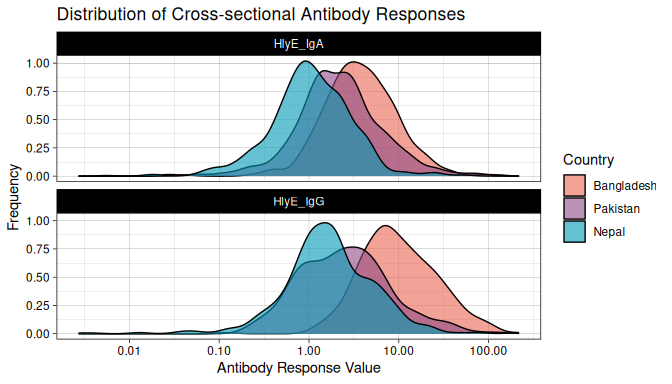 Distribution of Cross-sectional Antibody Responses
HlyE_IgA
1.00
0.75
0.50
0.25
0.00
HlyE_IgG
1.00
0.75
0.50
0.25
0.00
Frequency
0.01 0.10 1.00 10.00 100.00
Antibody Response Value
Country
Bangladesh
Pakistan
Nepal